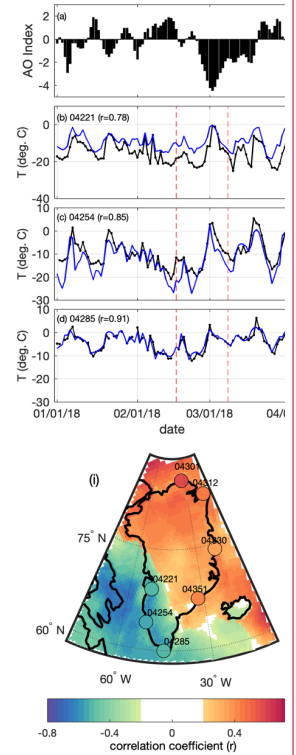 (a)
AO Index
2
0
-2
-4
(b) 04221 (r=0.78)
T (deg. C)
0
-20
-40
(c) 04254 (r=0.85)
T (deg. C)
10
0
-10
-20
-30
(d) 04285 (r=0.91)
T (deg. C)
10
0
-10
-20
-30
01/01/18 02/01/18 03/01/18 04/
date
(i)
04301
04312
75° N
04330
04221
04351
04254
60° N
04285
60° W 30° W
-0.8 -0.4 0 0.4
correlation coefficient (r)